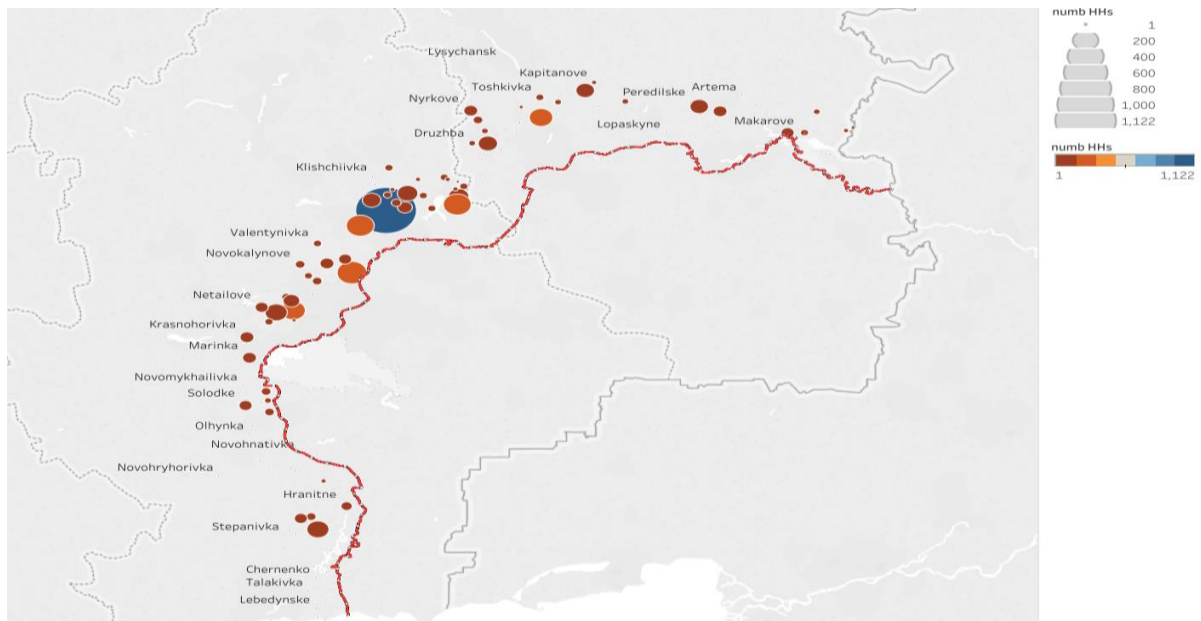 Lysychansk
Kapitanove
Toshkivka
Peredilske
Artema
Nyrkove
Lopaskyne
Makarove
Druzhba
Klishchiivka
Valentynivka
Novokalynove
Netailove
Krasnohorivka
Marinka
Novomykhailivka
Solodke
Olhynka
Novohnativka
Novohryhorivka
Hranitne
Stepanivka
Chernenko
Talakivka
Lebedynske
numb HHs
1
200
400
600
800
1,000
1,122
numb HHs
1 1,122